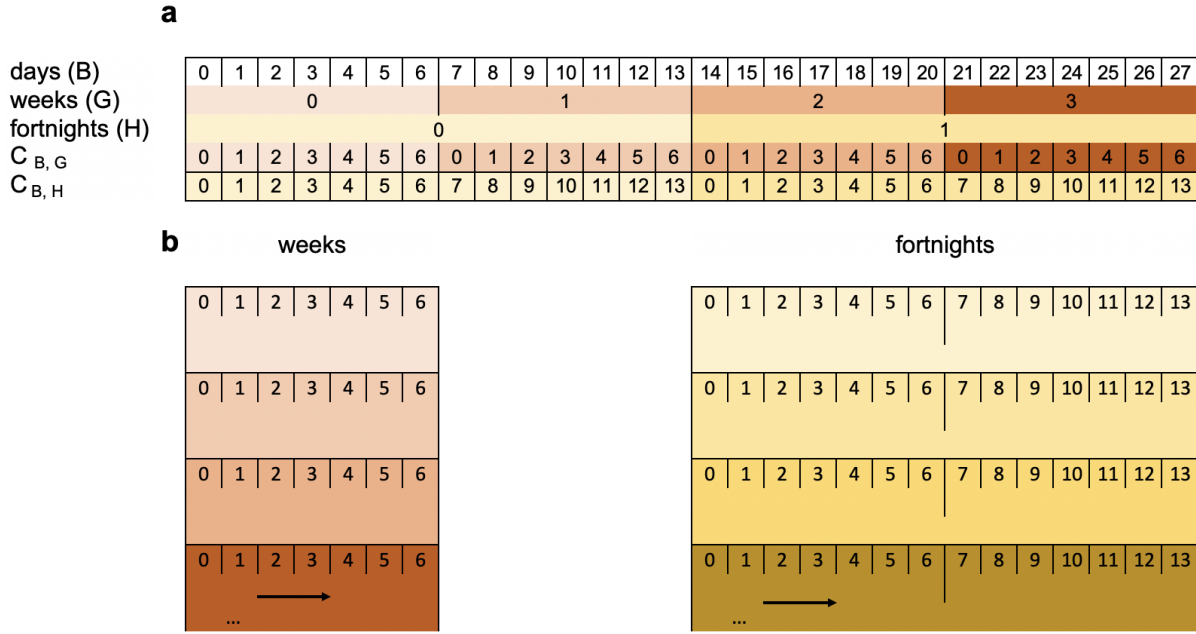 a
days (B) 0 1 2 3 4 5 6 7 8 9 10 11 12 13 14 15 16 17 18 19 20 21 22 23 24 25 26 27
weeks (G) 0 1 2 3
fortnights (H) 0 1
C B, G 0 1 2 3 4 5 6 0 1 2 3 4 5 6 0 1 2 3 4 5 6 0 1 2 3 4 5 6
C B, H 0 1 2 3 4 5 6 7 8 9 10 11 12 13 0 1 2 3 4 5 6 7 8 9 10 11 12 13
b weeks fortnights
0 1 2 3 4 5 6 0 1 2 3 4 5 6 7 8 9 10 11 12 13
0 1 2 3 4 5 6 0 1 2 3 4 5 6 7 8 9 10 11 12 13
0 1 2 3 4 5 6 0 1 2 3 4 5 6 7 8 9 10 11 12 13
0 1 2 3 4 5 6 0 1 2 3 4 5 6 7 8 9 10 11 12 13
... ...